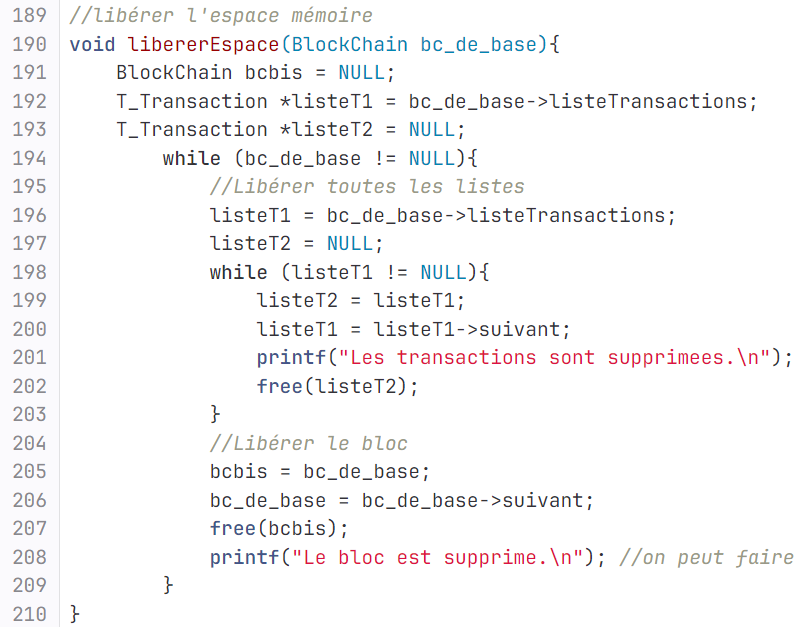 189 //libérer l'espace mémoire
190 void libererEspace(BlockChain bc_de_base){
191     BlockChain bcbis = NULL;
192     T_Transaction *listeT1 = bc_de_base->listeTransactions;
193     T_Transaction *listeT2 = NULL;
194         while (bc_de_base != NULL){
195             //Libérer toutes les listes
196             listeT1 = bc_de_base->listeTransactions;
197             listeT2 = NULL;
198             while (listeT1 != NULL){
199                 listeT2 = listeT1;
200                 listeT1 = listeT1->suivant;
201                 printf("Les transactions sont supprimees.\n");
202                 free(listeT2);
203             }
204             //Libérer le bloc
205             bcbis = bc_de_base;
206             bc_de_base = bc_de_base->suivant;
207             free(bcbis);
208             printf("Le bloc est supprime.\n"); //on peut faire
209         }
210 }